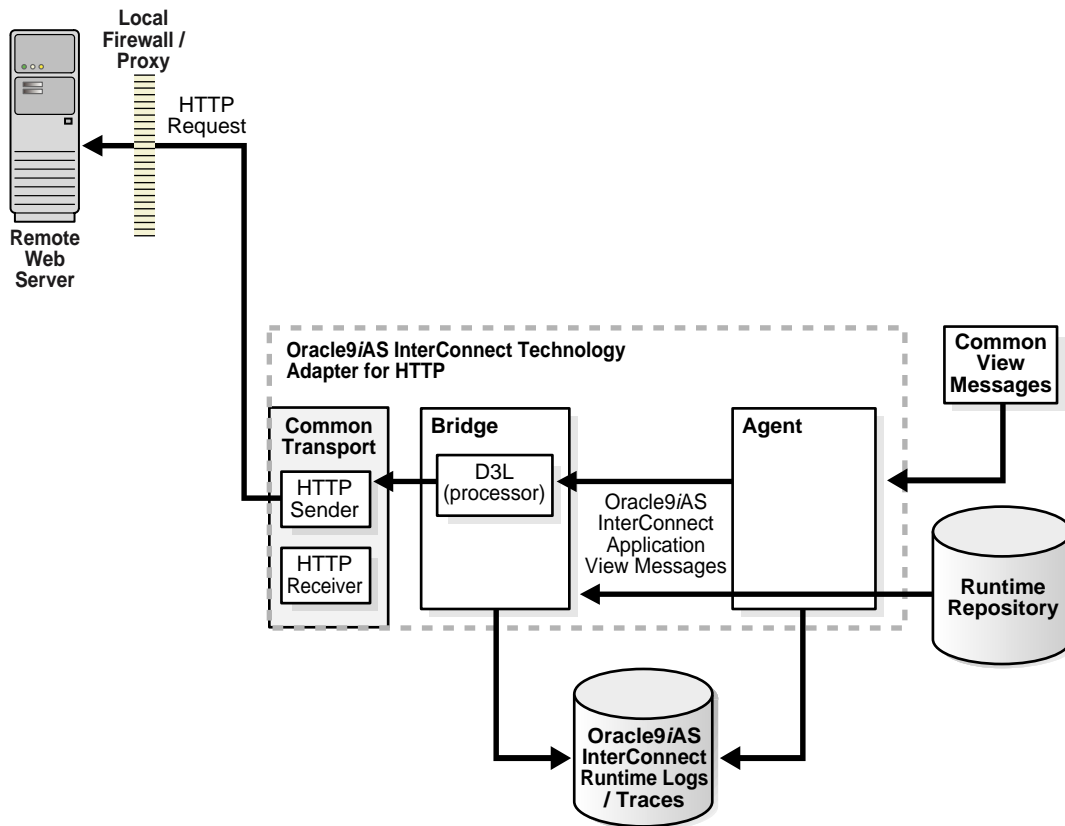 Local
Firewall /
Proxy
HTTP
Request
Remote
Web
Server
Oracle9iAS InterConnect Technology
Adapter for HTTP
Common
View
Messages
Common
Transport
Bridge
Agent
HTTP
Sender
D3L
(processor)
Oracle9iAS
InterConnect
Application
View Messages
HTTP
Receiver
Runtime
Repository
Oracle9iAS
InterConnect
Runtime Logs
/ Traces